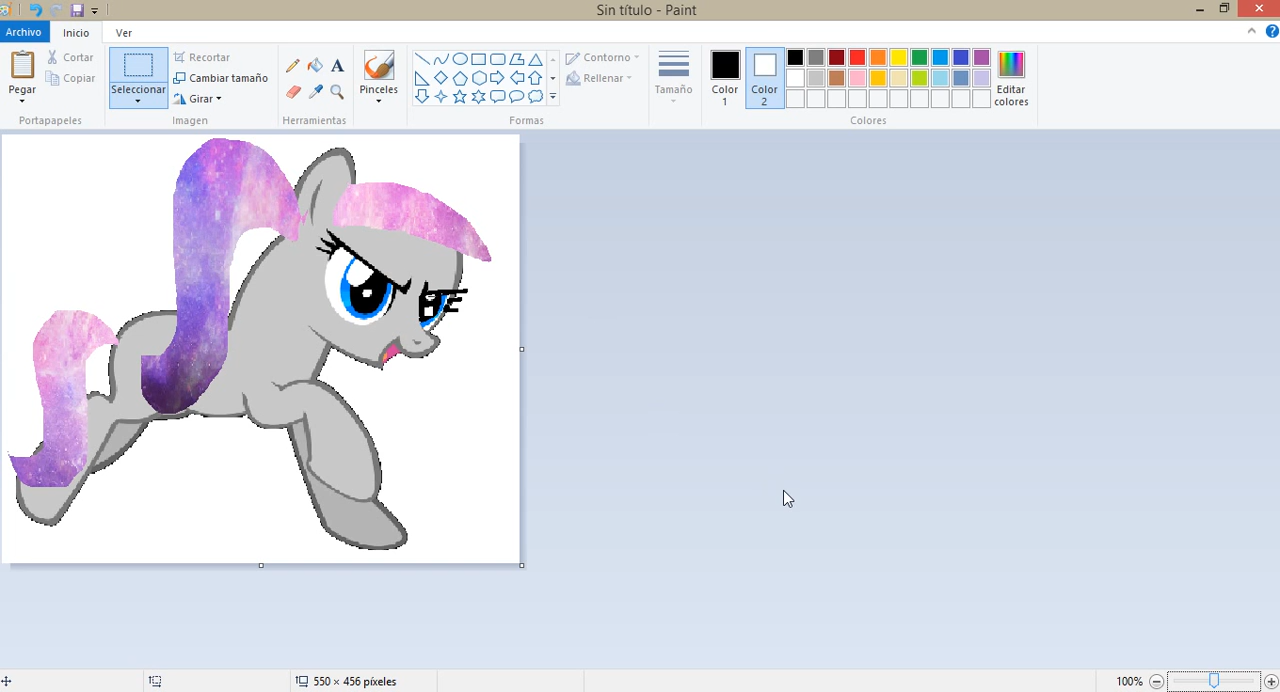 Sin título - Paint
Archivo
Inicio
Ver
Pegar
Cortar
Copiar
Portapapeles
Seleccionar
Recortar
Cambiar tamaño
Girar
Imagen
A
Herramientas
Pinceles
Contorno
Rellenar
Formas
Tamaño
Color
1
Color
2
Editar
colores
Colores
550 × 456 píxeles
100%